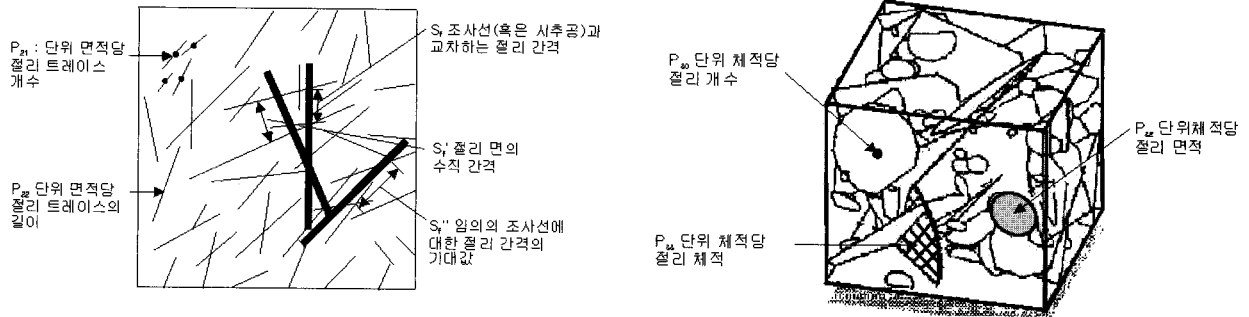 P₂₁ : 단위 면적당
절리 트레이스
개수
P₂₂ 단위 면적당
절리 트레이스의
길이
Sf 조사선(혹은 시추공)과
교차하는 절리 간격
Sf' 절리 면의
수직 간격
Sf'' 임의의 조사선에
대한 절리 간격의
기대값
P₃₀ 단위 체적당
절리 개수
단위체적당
절리 면적
단위 체적당
절리 체적